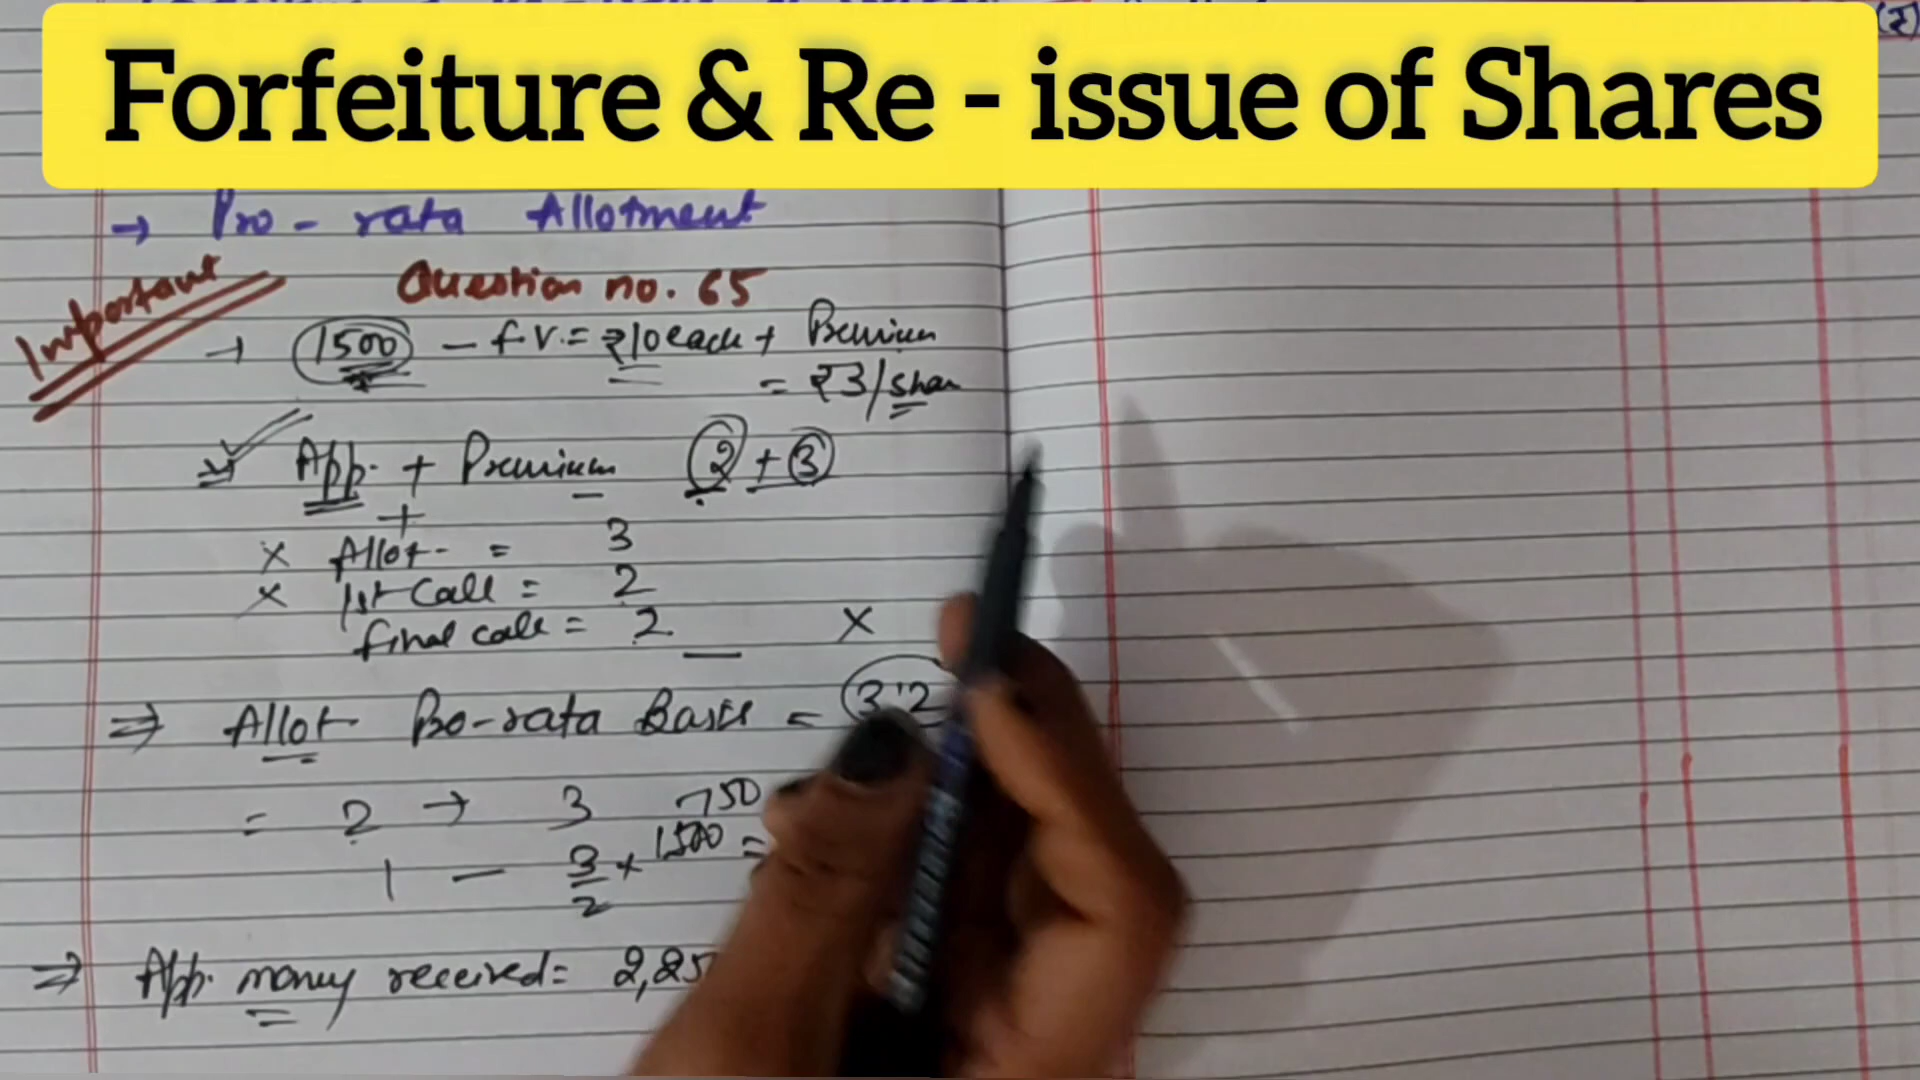 Forfeiture & Re - issue of Shares
(₹)
→ Pro - rata Allotment
Important
Question no. 65
→ 1500 - f.V. = ₹10 each + Premium
= ₹3/Share
App. + Premium 2 + 3
+
× Allot. = 3
× 1st Call = 2
final call = 2 ×
⇒ Allot Pro-rata Basis = 3:2
= 2 → 3 750
1 — 3/2 × 1500 =
⇒ App. money received = 2,25